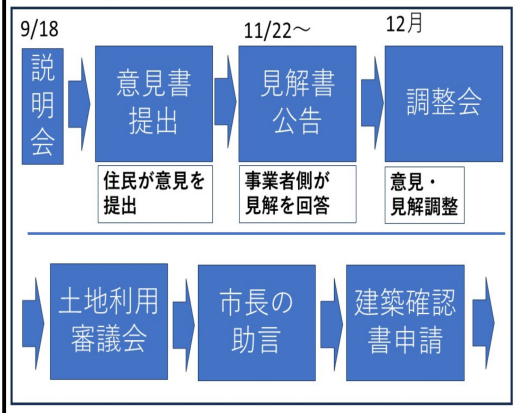 9/18
11/22～
12月
説
明
会
意見書
提出
見解書
公告
調整会
住民が意見を
提出
事業者側が
見解を回答
意見・
見解調整
土地利用
審議会
市長の
助言
建築確認
書申請